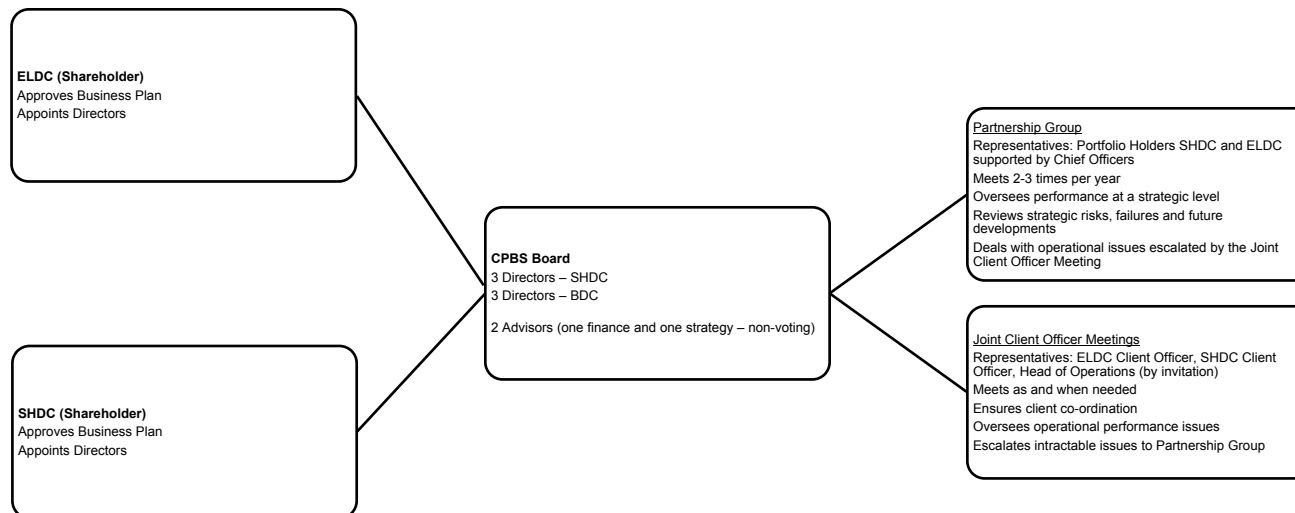 ELDC (Shareholder)
Approves Business Plan
Appoints Directors
SHDC (Shareholder)
Approves Business Plan
Appoints Directors
CPBS Board
3 Directors – SHDC
3 Directors – BDC
2 Advisors (one finance and one strategy – non-voting)
Partnership Group
Representatives: Portfolio Holders SHDC and ELDC
supported by Chief Officers
Meets 2-3 times per year
Oversees performance at a strategic level
Reviews strategic risks, failures and future
developments
Deals with operational issues escalated by the Joint
Client Officer Meeting
Joint Client Officer Meetings
Representatives: ELDC Client Officer, SHDC Client
Officer, Head of Operations (by invitation)
Meets as and when needed
Ensures client co-ordination
Oversees operational performance issues
Escalates intractable issues to Partnership Group